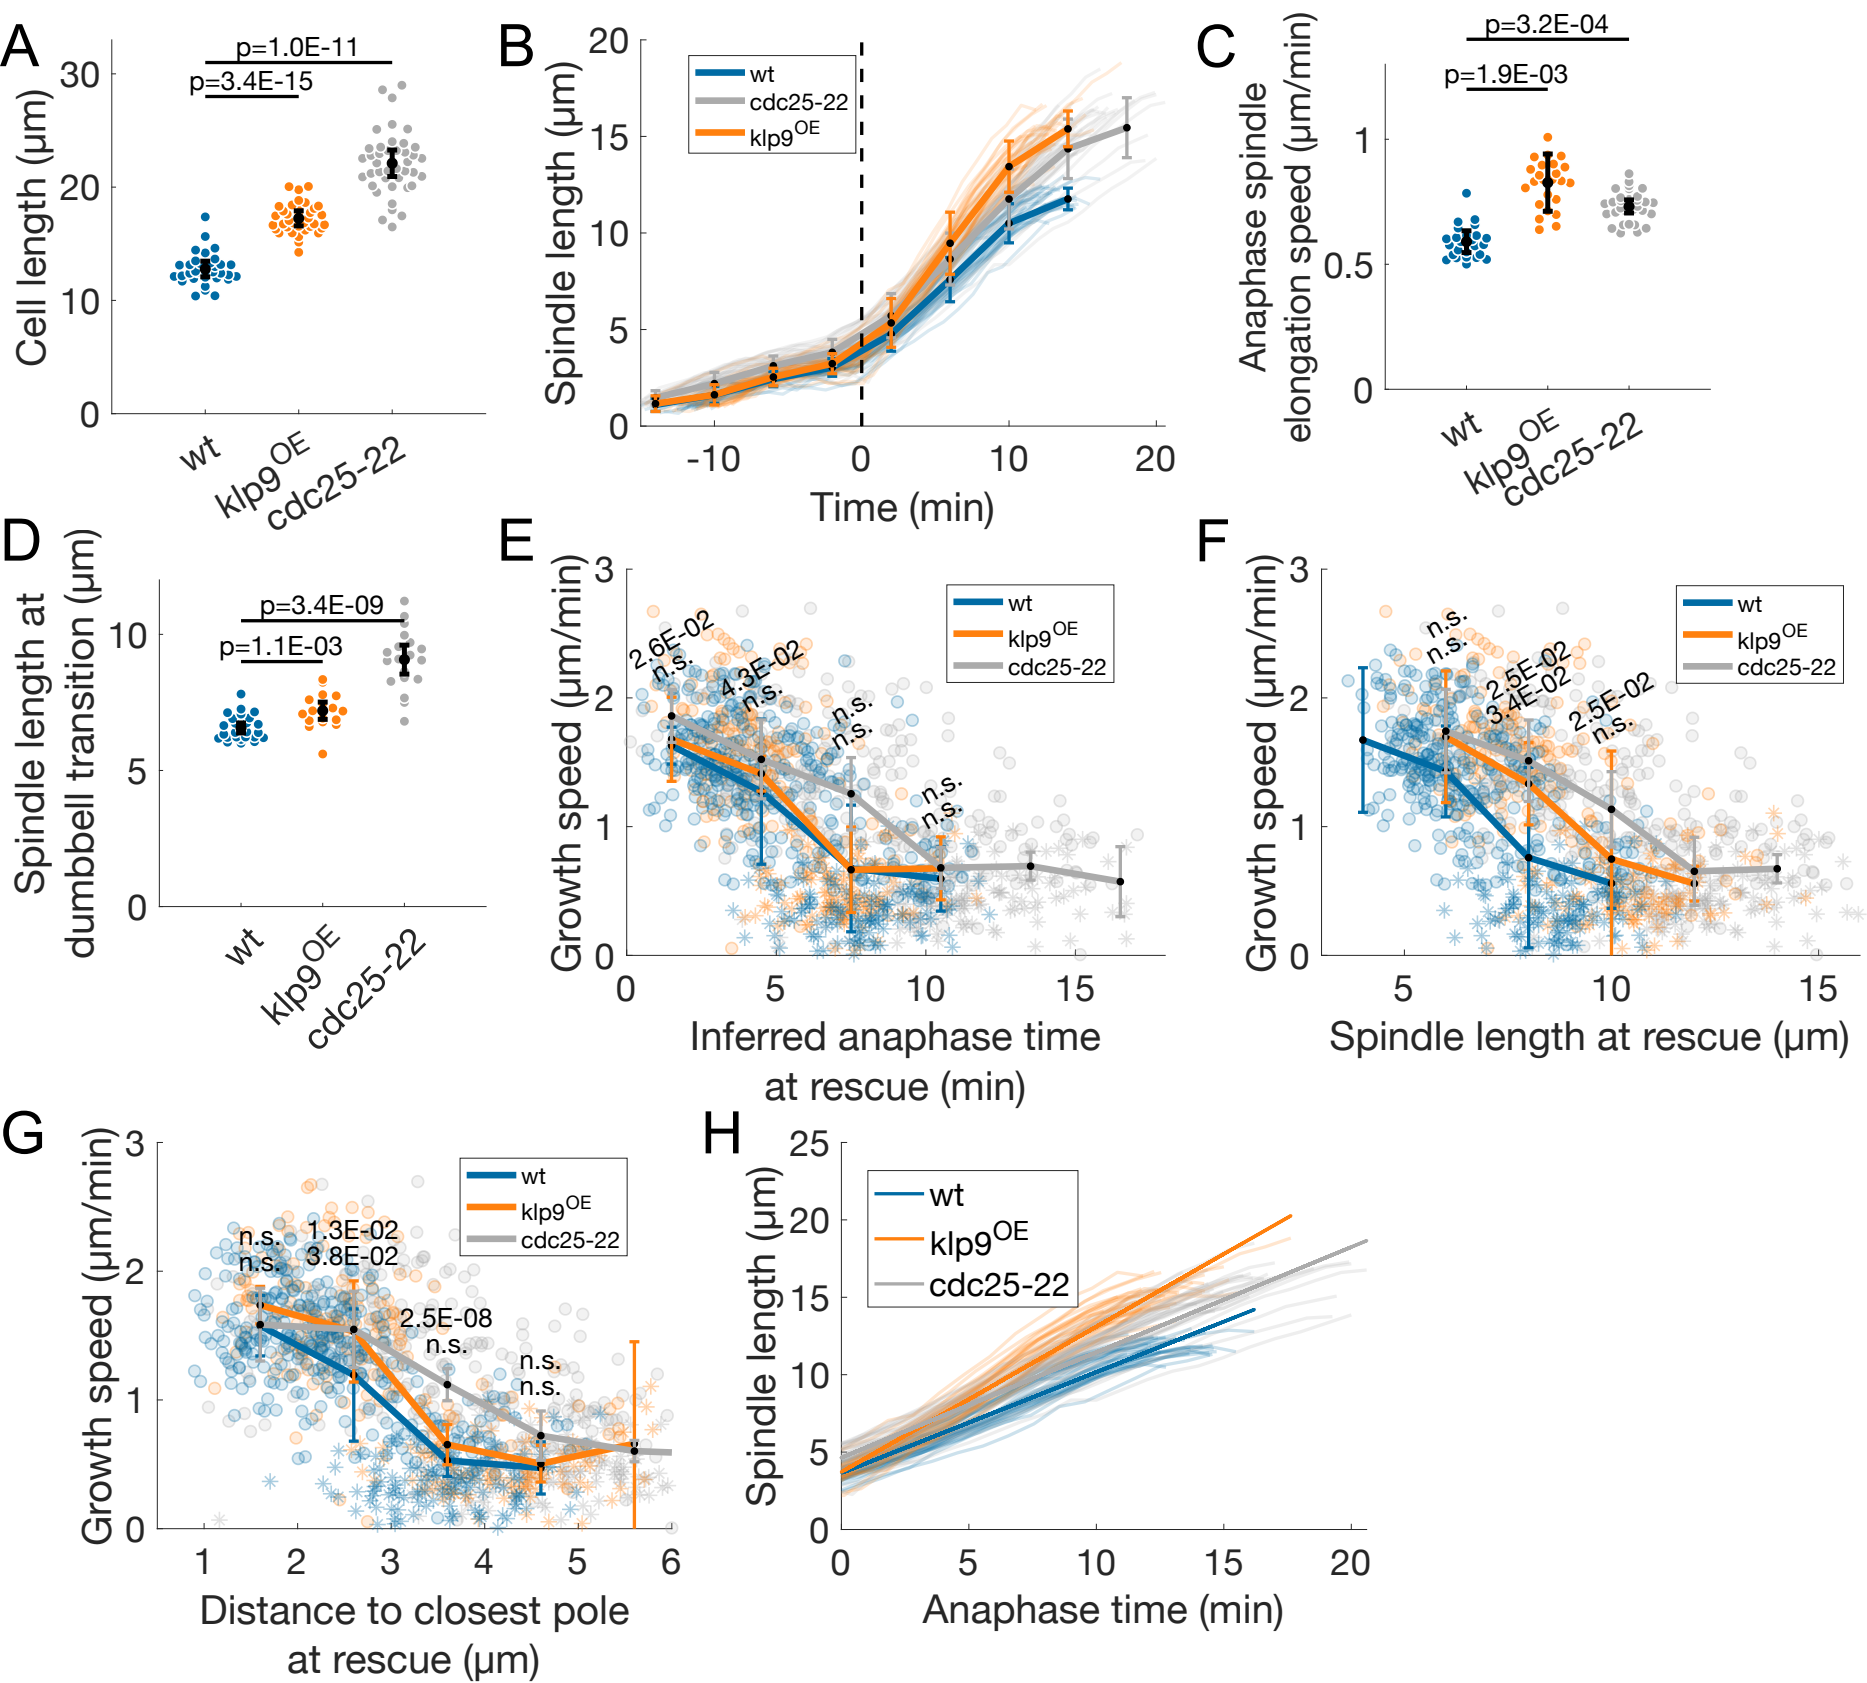 A
Cell length (µm)
30
20
10
0
p=1.0E-11
p=3.4E-15
wt
klp9OE
cdc25-22
B
Spindle length (µm)
20
15
10
5
0
wt
cdc25-22
klp9OE
-10
0
10
20
Time (min)
C
Anaphase spindle
elongation speed (µm/min)
1
0.5
0
p=3.2E-04
p=1.9E-03
wt
klp9OE
cdc25-22
D
Spindle length at
dumbbell transition (µm)
10
5
0
p=3.4E-09
p=1.1E-03
wt
klp9OE
cdc25-22
E
Growth speed (µm/min)
3
2
1
0
2.6E-02
n.s.
4.3E-02
n.s.
n.s.
n.s.
n.s.
n.s.
wt
klp9OE
cdc25-22
0
5
10
15
Inferred anaphase time
at rescue (min)
F
Growth speed (µm/min)
3
2
1
0
n.s.
n.s.
2.5E-02
3.4E-02
2.5E-02
n.s.
wt
klp9OE
cdc25-22
5
10
15
Spindle length at rescue (µm)
G
Growth speed (µm/min)
3
2
1
0
n.s.
n.s.
1.3E-02
3.8E-02
2.5E-08
n.s.
n.s.
n.s.
wt
klp9OE
cdc25-22
1
2
3
4
5
6
Distance to closest pole
at rescue (µm)
H
Spindle length (µm)
25
20
15
10
5
0
wt
klp9OE
cdc25-22
0
5
10
15
20
Anaphase time (min)